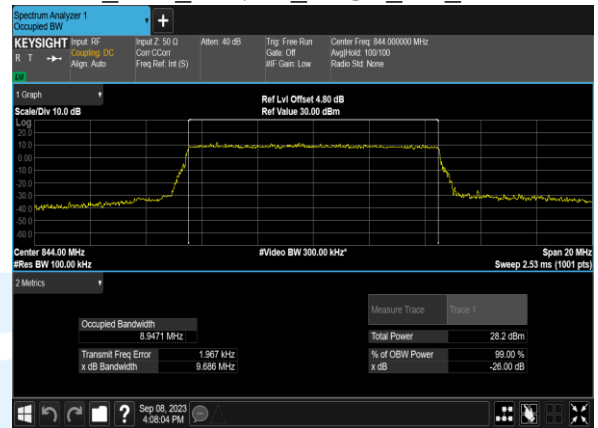 Spectrum Analyzer 1
Occupied BW
+
KEYSIGHT Input: RF Input Z: 50 Ω Atten: 40 dB Trig: Free Run Center Freq: 844.000000 MHz
R T Coupling: DC Corr CCorr Gate: Off Avg|Hold: 100/100
Align: Auto Freq Ref: Int (S) #IF Gain: Low Radio Std: None
LV
1 Graph
Ref Lvl Offset 4.80 dB
Scale/Div 10.0 dB Ref Value 30.00 dBm
Log
20.0
10.0
0.00
-10.0
-20.0
-30.0
-40.0
-50.0
-60.0
Center 844.00 MHz #Video BW 300.00 kHz* Span 20 MHz
#Res BW 100.00 kHz Sweep 2.53 ms (1001 pts)
2 Metrics
Measure Trace Trace 1
Occupied Bandwidth
8.9471 MHz Total Power 28.2 dBm
Transmit Freq Error 1.967 kHz % of OBW Power 99.00 %
x dB Bandwidth 9.686 MHz x dB -26.00 dB
? Sep 08, 2023
4:08:04 PM